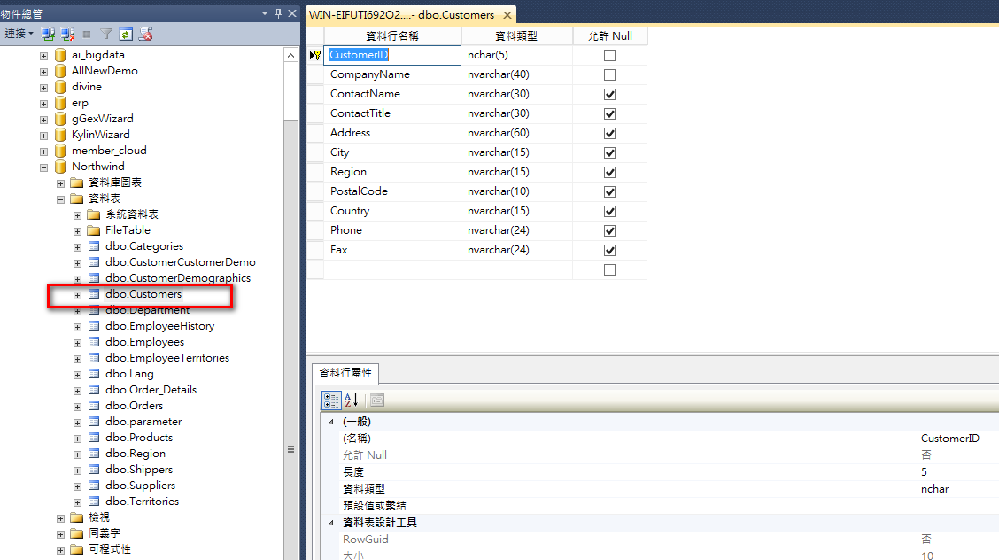 物件總管
連接
ai_bigdata
AllNewDemo
divine
erp
gGexWizard
KylinWizard
member_cloud
Northwind
資料庫圖表
資料表
系統資料表
FileTable
dbo.Categories
dbo.CustomerCustomerDemo
dbo.CustomerDemographics
dbo.Customers
dbo.Department
dbo.EmployeeHistory
dbo.Employees
dbo.EmployeeTerritories
dbo.Lang
dbo.Order_Details
dbo.Orders
dbo.parameter
dbo.Products
dbo.Region
dbo.Shippers
dbo.Suppliers
dbo.Territories
檢視
同義字
可程式性
WIN-EIFUTI692O2....- dbo.Customers
資料行名稱 資料類型 允許 Null
CustomerID nchar(5)
CompanyName nvarchar(40)
ContactName nvarchar(30)
ContactTitle nvarchar(30)
Address nvarchar(60)
City nvarchar(15)
Region nvarchar(15)
PostalCode nvarchar(10)
Country nvarchar(15)
Phone nvarchar(24)
Fax nvarchar(24)
資料行屬性
(一般)
(名稱) CustomerID
允許 Null 否
長度 5
資料類型 nchar
預設值或繫結
資料表設計工具
RowGuid 否
大小 10